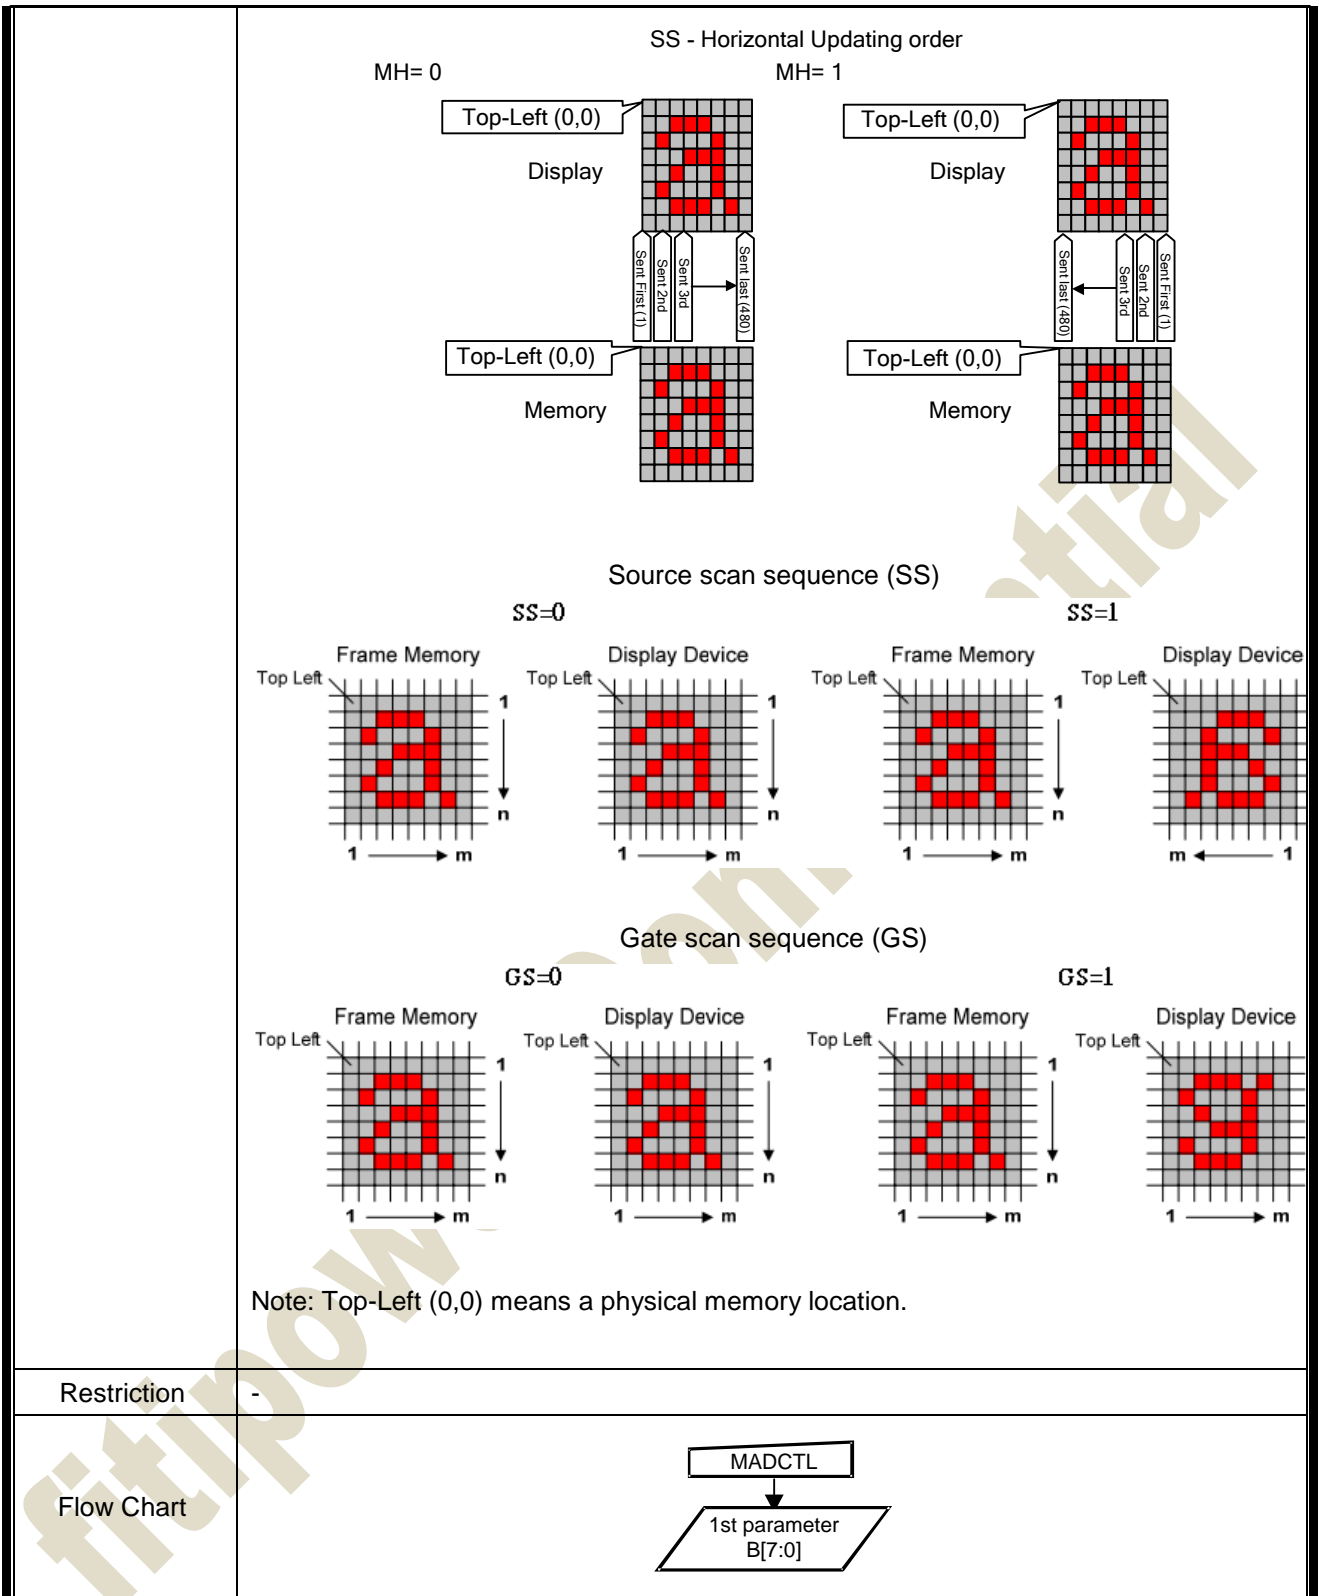 SS - Horizontal Updating order
MH= 0
MH= 1
Top-Left (0,0)
Top-Left (0,0)
Display
Display
Sent First (1)
Sent 2nd
Sent 3rd
Sent last (480)
Sent last (480)
Sent 3rd
Sent 2nd
Sent First (1)
Top-Left (0,0)
Top-Left (0,0)
Memory
Memory
Source scan sequence (SS)
SS=0
SS=1
Frame Memory
Display Device
Frame Memory
Display Device
Top Left
Top Left
Top Left
Top Left
1
1
1
n
n
n
1 m
1 m
1 m
m 1
Gate scan sequence (GS)
GS=0
GS=1
Frame Memory
Display Device
Frame Memory
Display Device
Top Left
Top Left
Top Left
Top Left
1
1
1
n
n
n
1 m
1 m
1 m
1 m
Note: Top-Left (0,0) means a physical memory location.
Restriction
-
Flow Chart
MADCTL
1st parameter
B[7:0]